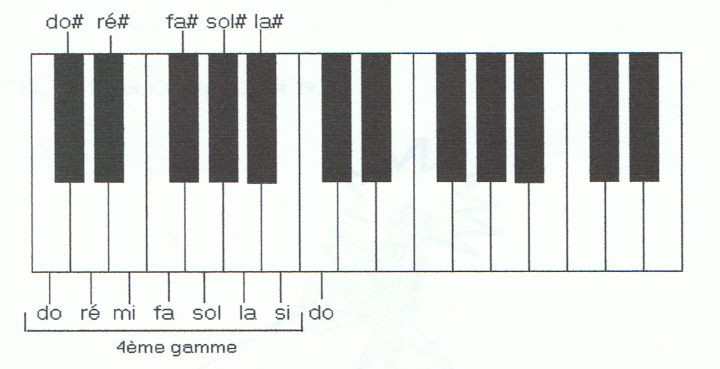 do# ré# fa# sol# la#
do ré mi fa sol la si do
4ème gamme